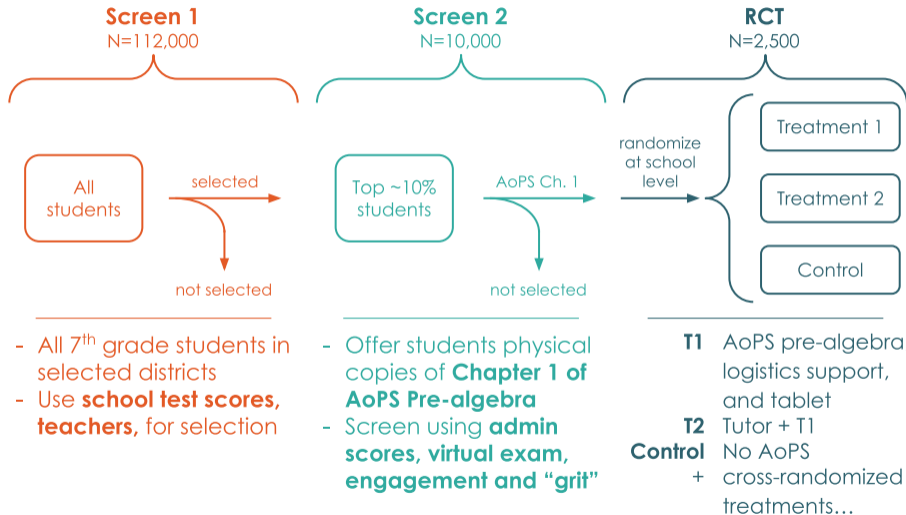 Screen 1
N=112,000
All
students
selected
not selected
- All 7th grade students in
selected districts
- Use school test scores,
teachers, for selection
Screen 2
N=10,000
Top ~10%
students
AoPS Ch. 1
not selected
- Offer students physical
copies of Chapter 1 of
AoPS Pre-algebra
- Screen using admin
scores, virtual exam,
engagement and “grit”
RCT
N=2,500
randomize
at school
level
Treatment 1
Treatment 2
Control
T1 AoPS pre-algebra
logistics support,
and tablet
T2 Tutor + T1
Control No AoPS
+ cross-randomized
treatments…